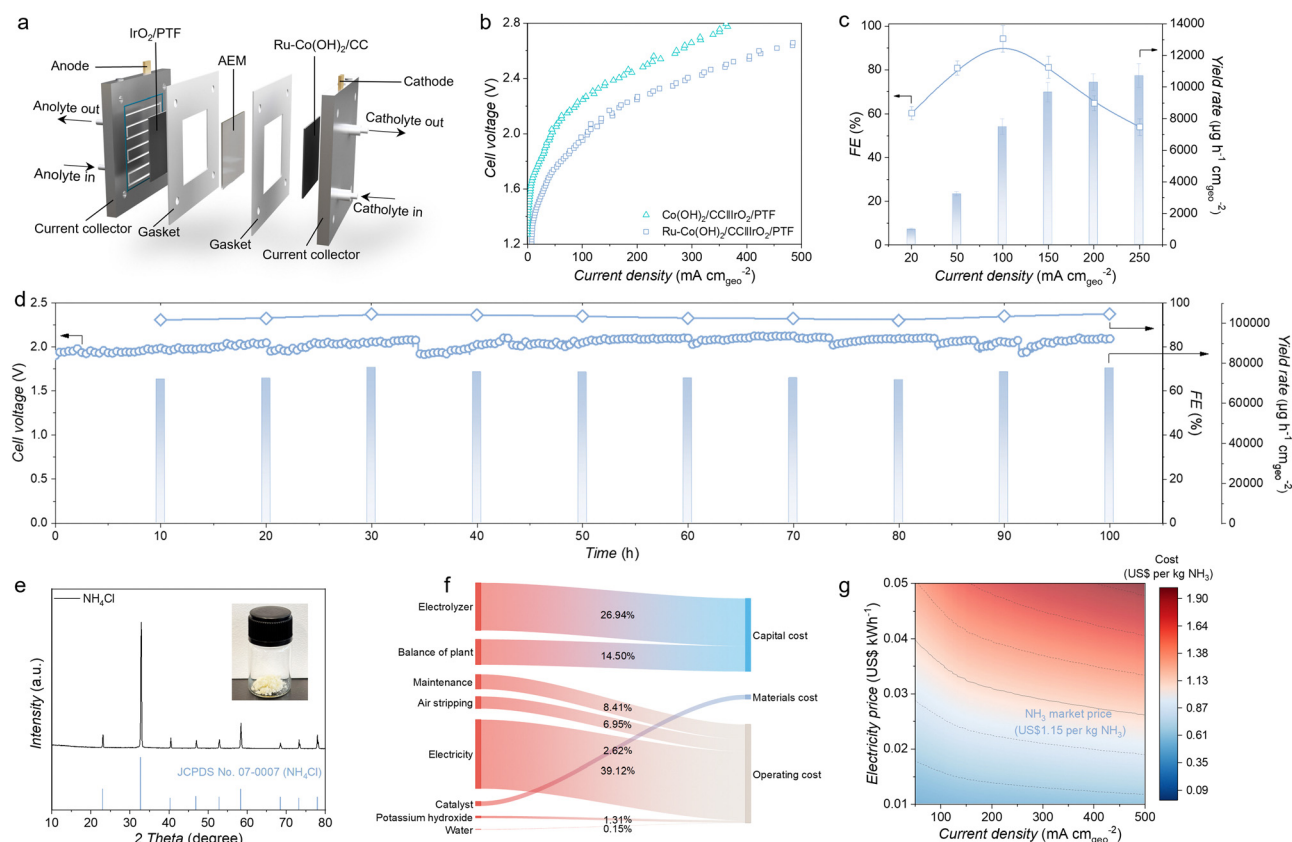 a
IrO₂/PTF
Ru-Co(OH)₂/CC
AEM
Anode
Cathode
Anolyte out
Catholyte out
Anolyte in
Catholyte in
Current collector
Gasket
Gasket
Current collector
b
Cell voltage (V)
2.8
2.4
2.0
1.6
1.2
Co(OH)₂/CC||IrO₂/PTF
Ru-Co(OH)₂/CC||IrO₂/PTF
0 100 200 300 400 500
Current density (mA cm_geo⁻²)
c
FE (%)
100
80
60
40
20
0
14000
12000
10000
8000
6000
4000
2000
0
Yield rate (µg h⁻¹ cm_geo⁻²)
20 50 100 150 200 250
Current density (mA cm_geo⁻²)
d
Cell voltage (V)
2.5
2.0
1.5
1.0
0.5
0.0
100
80
60
40
20
0
FE (%)
100000
80000
60000
40000
20000
0
Yield rate (µg h⁻¹ cm_geo⁻²)
0 10 20 30 40 50 60 70 80 90 100
Time (h)
e
NH₄Cl
Intensity (a.u.)
JCPDS No. 07-0007 (NH₄Cl)
10 20 30 40 50 60 70 80
2 Theta (degree)
f
Electrolyzer
26.94%
Capital cost
Balance of plant
14.50%
Maintenance
8.41%
Materials cost
Air stripping
6.95%
Electricity
2.62%
39.12%
Operating cost
Catalyst
Potassium hydroxide
1.31%
Water
0.15%
g
Cost
(US$ per kg NH₃)
Electricity price (US$ kWh⁻¹)
0.05
0.04
0.03
0.02
0.01
NH₃ market price
(US$1.15 per kg NH₃)
1.90
1.64
1.38
1.13
0.87
0.61
0.35
0.09
0 100 200 300 400 500
Current density (mA cm_geo⁻²)